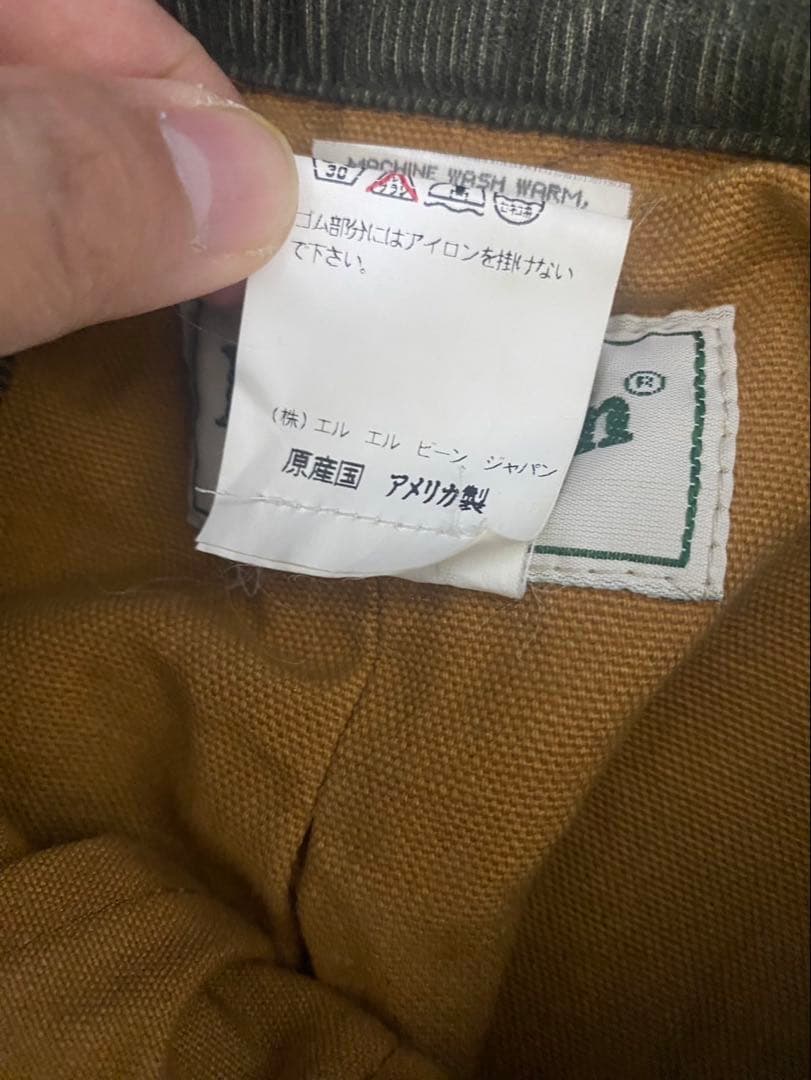 MACHINE WASH WARM,
30
ゴム部分にはアイロンを掛けない
で下さい。
(株) エル エル ビーン ジャパン
原産国 アメリカ製
®
n